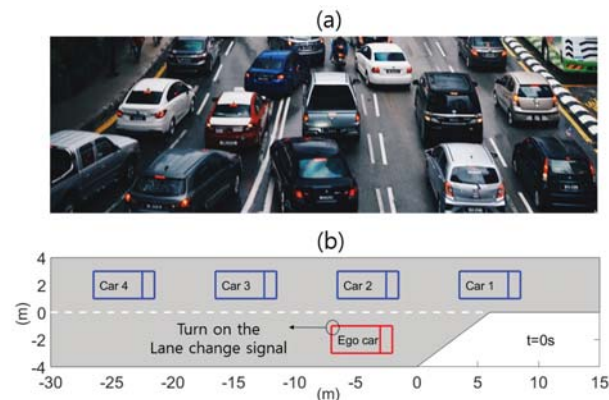 (a)
(b)
4
2
0
-2
-4
(m)
Car 4
Car 3
Car 2
Car 1
Turn on the
Lane change signal
Ego car
t=0s
-30
-25
-20
-15
-10
-5
0
5
10
15
(m)